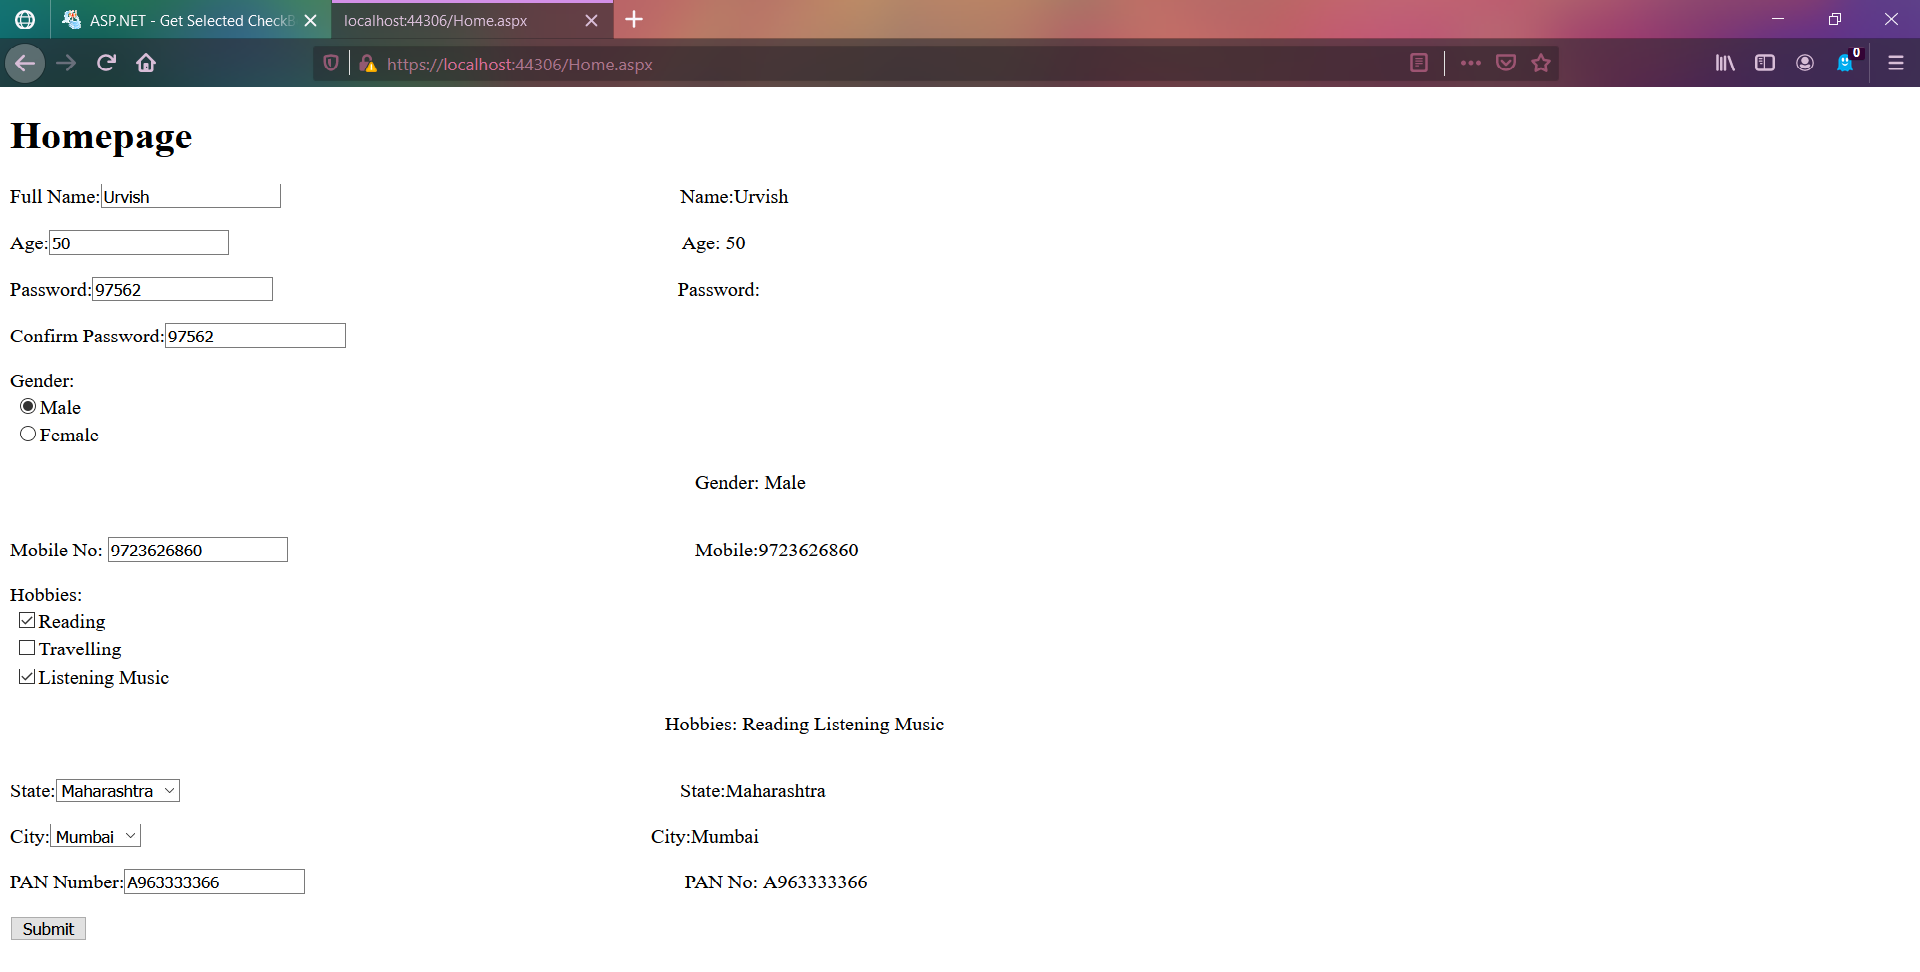 ASP.NET - Get Selected CheckB
localhost:44306/Home.aspx
https://localhost:44306/Home.aspx
0
Homepage
Full Name: Urvish Name:Urvish
Age: 50 Age: 50
Password: 97562 Password:
Confirm Password: 97562
Gender:
Male
Female
Gender: Male
Mobile No: 9723626860 Mobile:9723626860
Hobbies:
Reading
Travelling
Listening Music
Hobbies: Reading Listening Music
State: Maharashtra State:Maharashtra
City: Mumbai City:Mumbai
PAN Number: A963333366 PAN No: A963333366
Submit